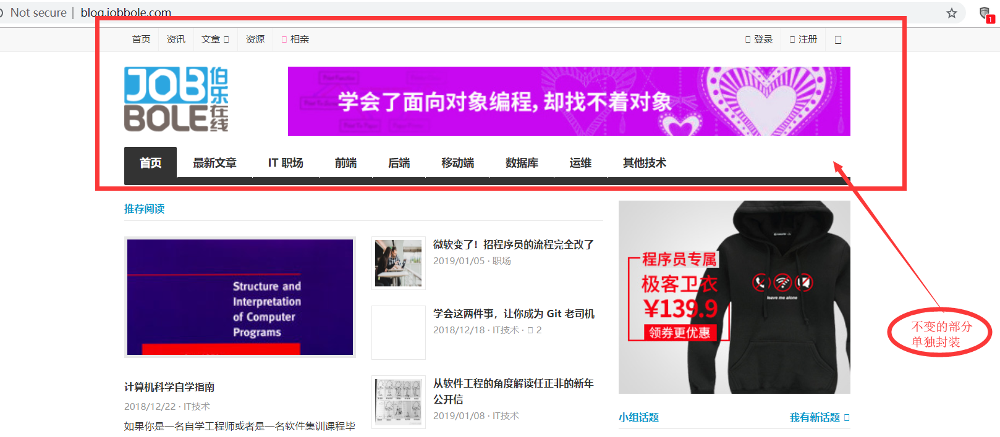 Not secure | blog.jobbole.com
1
首页 资讯 文章 资源 相亲 登录 注册
JOB 伯乐在线
BOLE
学会了面向对象编程, 却找不着对象
首页 最新文章 IT 职场 前端 后端 移动端 数据库 运维 其他技术
推荐阅读
Structure and
Interpretation
of Computer
Programs
计算机科学自学指南
2018/12/22 · IT技术
如果你是一名自学工程师或者是一名软件集训课程毕
微软变了！招程序员的流程完全改了
2019/01/05 · 职场
学会这两件事，让你成为 Git 老司机
2018/12/18 · IT技术 · 2
从软件工程的角度解读任正非的新年
公开信
2019/01/08 · IT技术
程序员专属
极客卫衣
¥139.9
领券更优惠
leave me alone
小组话题 我有新话题
不变的部分
单独封装